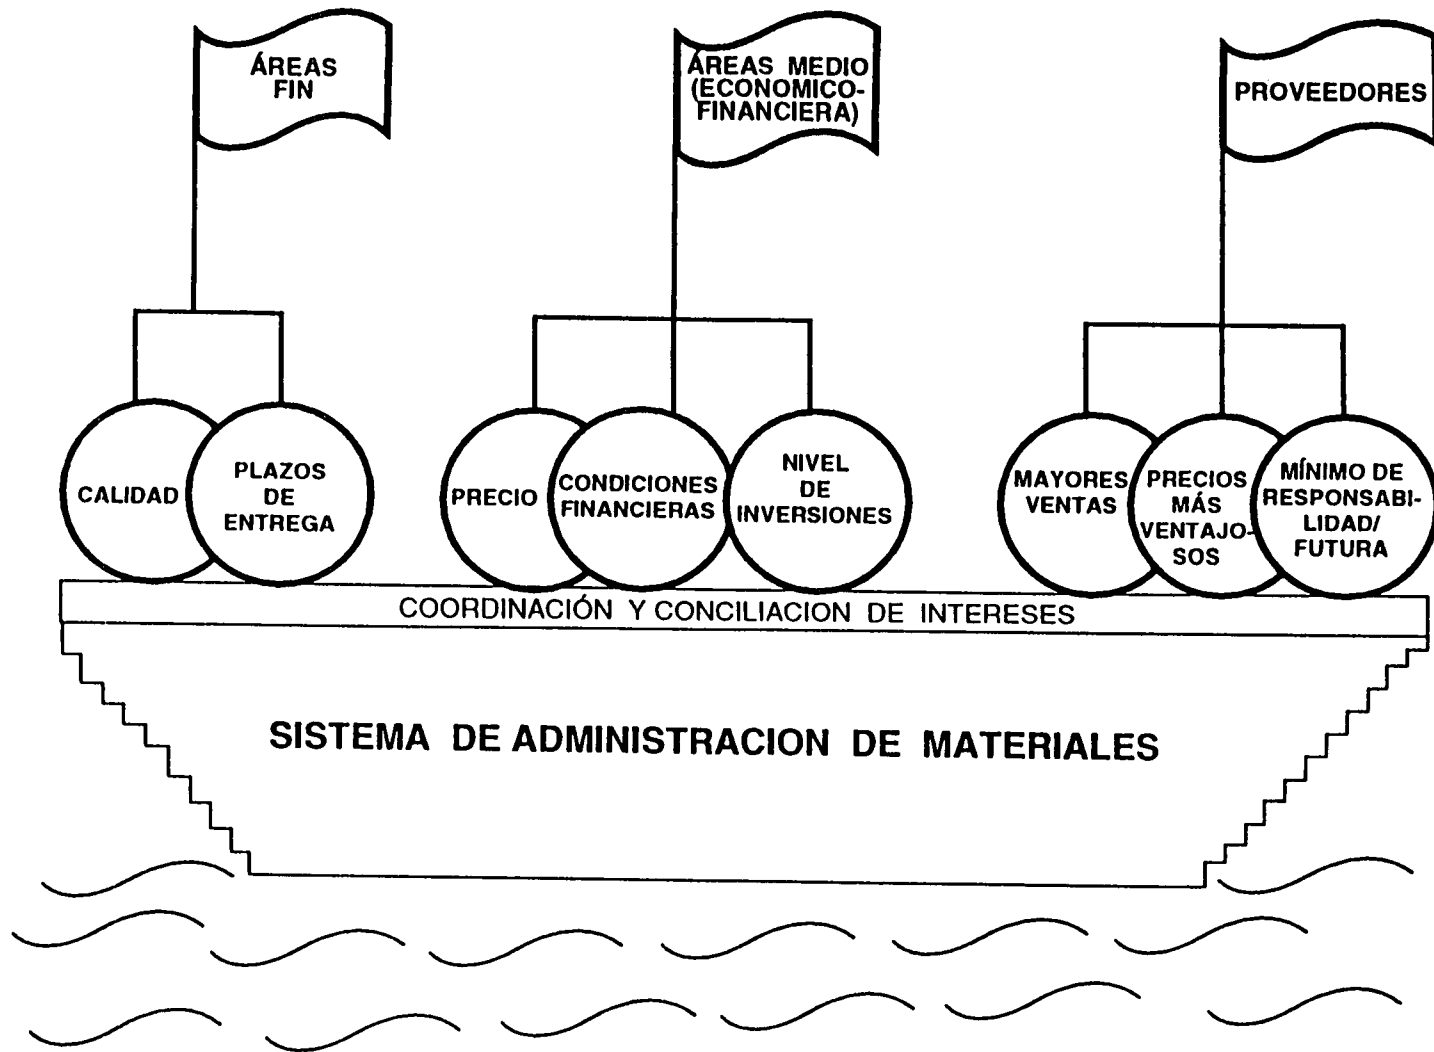 ÁREAS
FIN
ÁREAS MEDIO
(ECONOMICO-
FINANCIERA)
PROVEEDORES
CALIDAD
PLAZOS
DE
ENTREGA
PRECIO
CONDICIONES
FINANCIERAS
NIVEL
DE
INVERSIONES
MAYORES
VENTAS
PRECIOS
MÁS
VENTAJO-
SOS
MÍNIMO DE
RESPONSABI-
LIDAD/
FUTURA
COORDINACIÓN Y CONCILIACION DE INTERESES
SISTEMA DE ADMINISTRACION DE MATERIALES